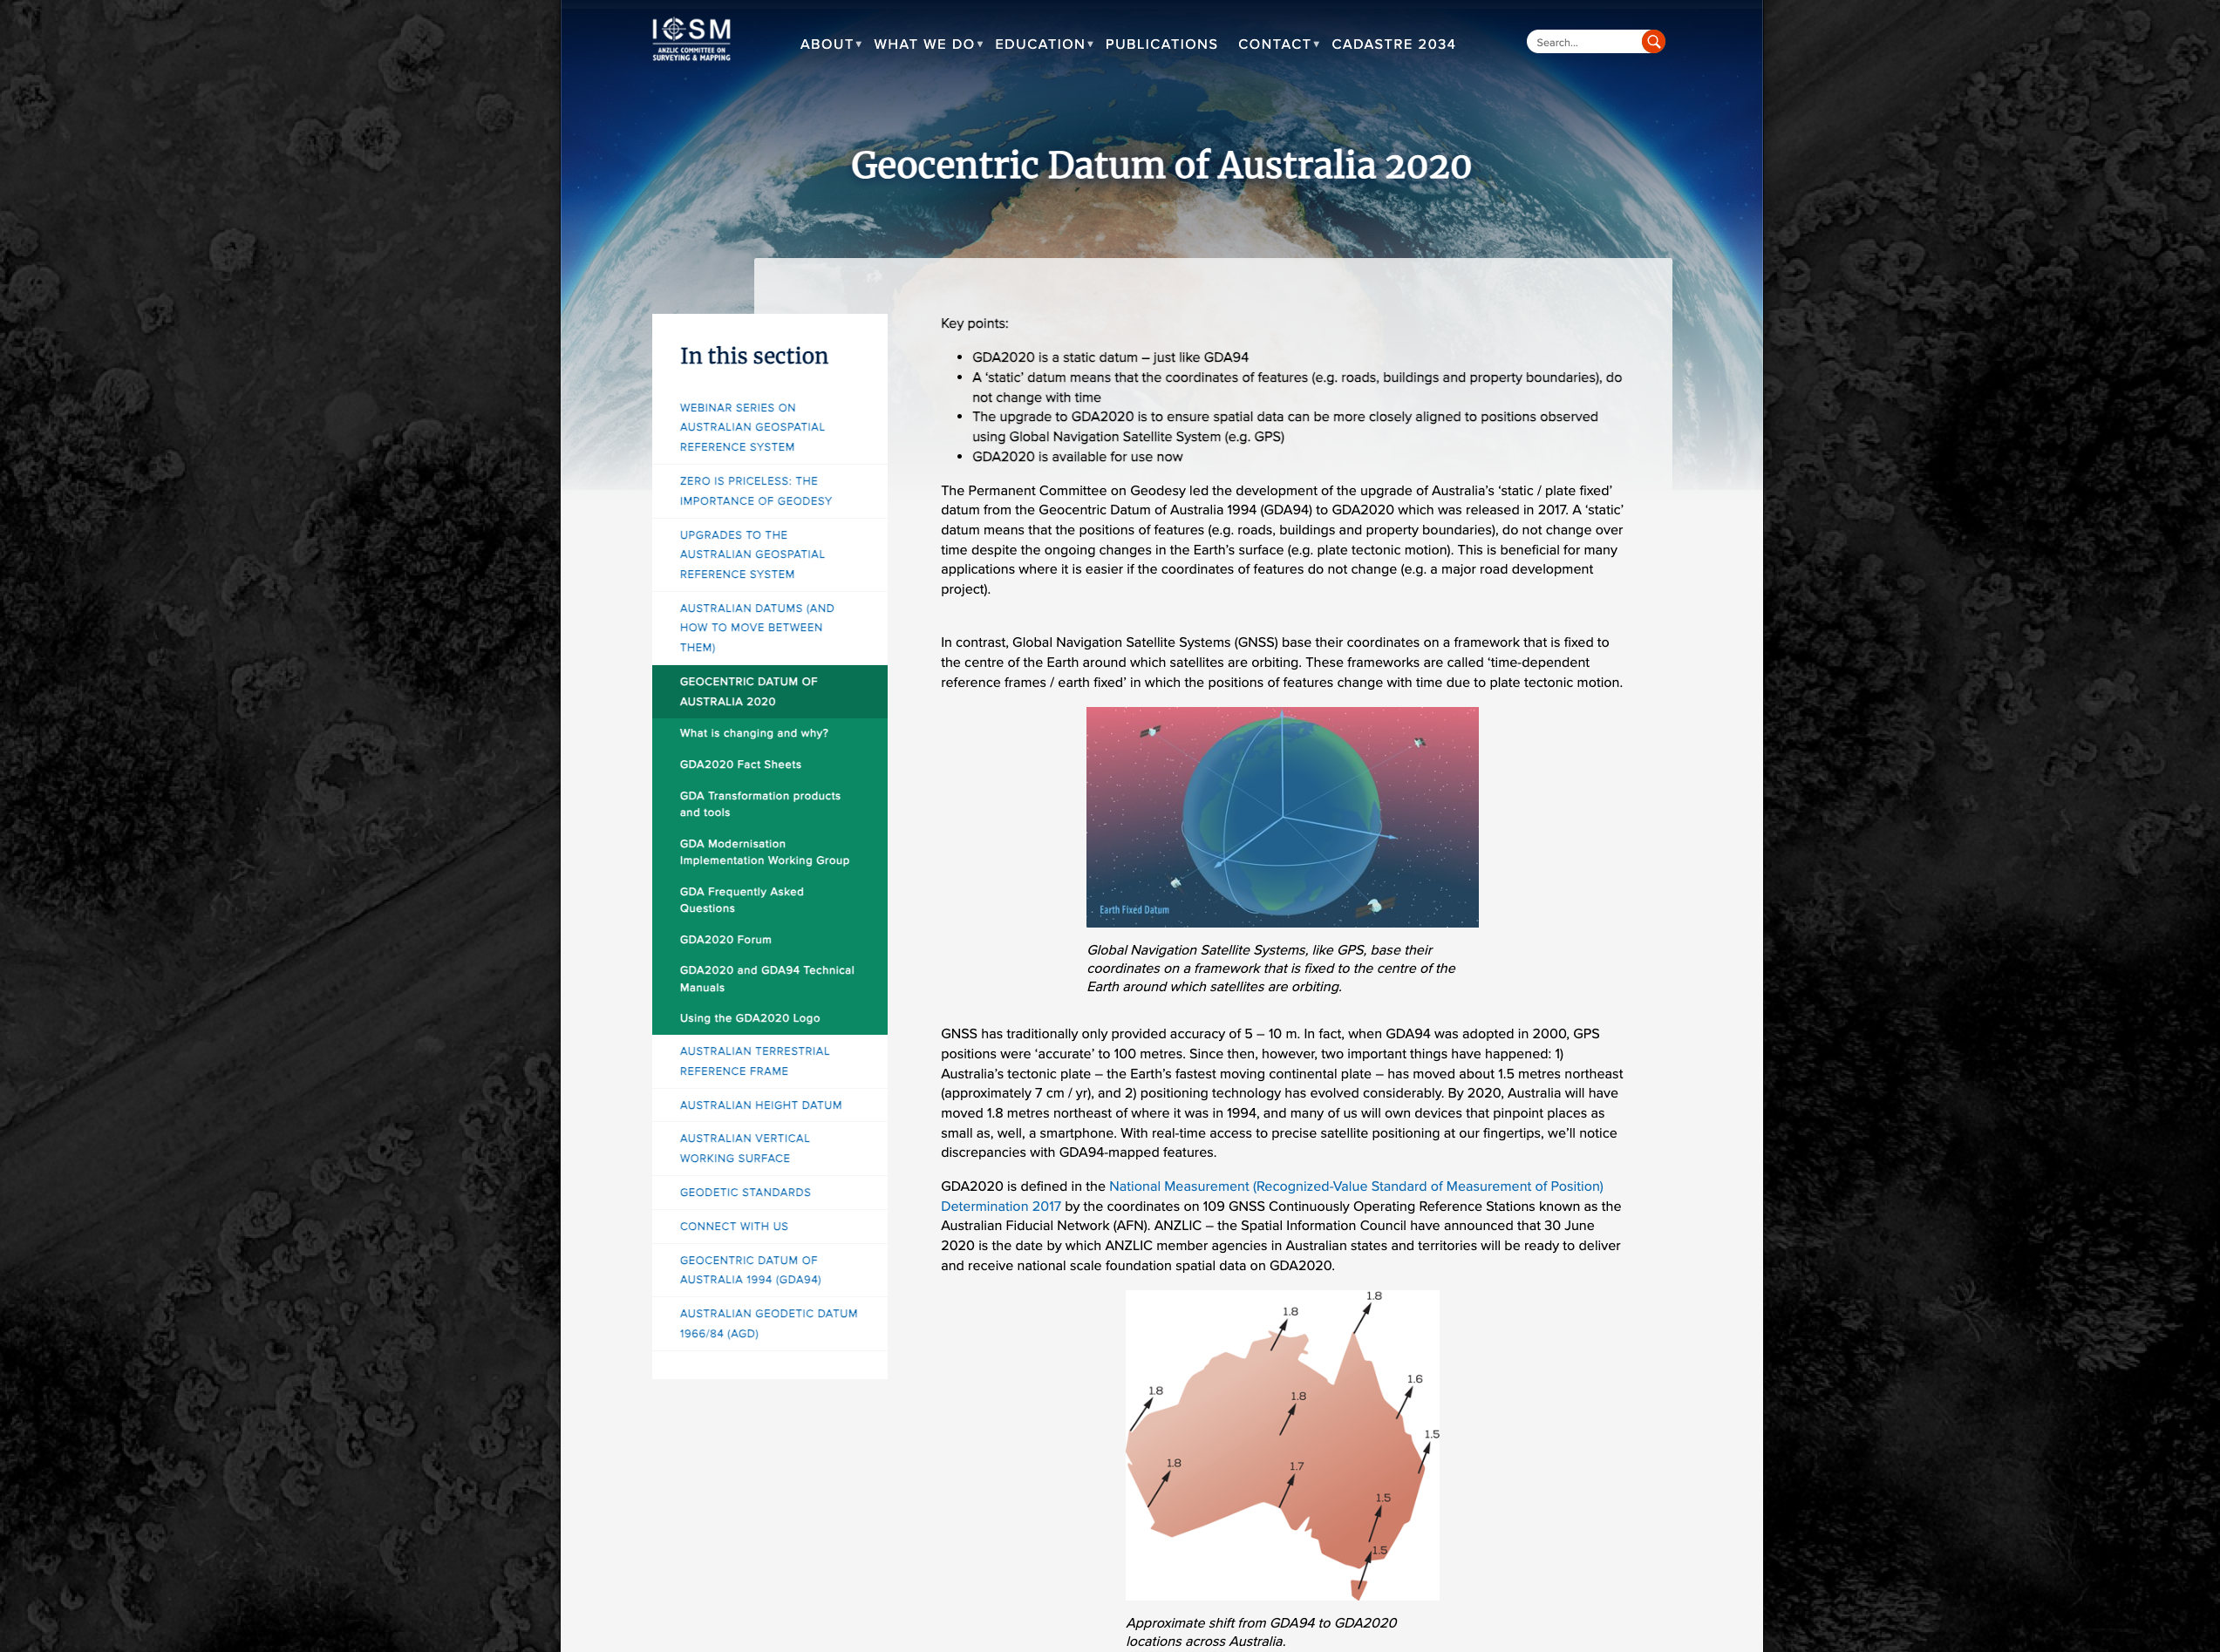 ICSM
ANZLIC COMMITTEE ON
SURVEYING & MAPPING
ABOUT▾ WHAT WE DO▾ EDUCATION▾ PUBLICATIONS CONTACT▾ CADASTRE 2034
Search...
Geocentric Datum of Australia 2020
In this section
WEBINAR SERIES ON
AUSTRALIAN GEOSPATIAL
REFERENCE SYSTEM
ZERO IS PRICELESS: THE
IMPORTANCE OF GEODESY
UPGRADES TO THE
AUSTRALIAN GEOSPATIAL
REFERENCE SYSTEM
AUSTRALIAN DATUMS (AND
HOW TO MOVE BETWEEN
THEM)
GEOCENTRIC DATUM OF
AUSTRALIA 2020
What is changing and why?
GDA2020 Fact Sheets
GDA Transformation products
and tools
GDA Modernisation
Implementation Working Group
GDA Frequently Asked
Questions
GDA2020 Forum
GDA2020 and GDA94 Technical
Manuals
Using the GDA2020 Logo
AUSTRALIAN TERRESTRIAL
REFERENCE FRAME
AUSTRALIAN HEIGHT DATUM
AUSTRALIAN VERTICAL
WORKING SURFACE
GEODETIC STANDARDS
CONNECT WITH US
GEOCENTRIC DATUM OF
AUSTRALIA 1994 (GDA94)
AUSTRALIAN GEODETIC DATUM
1966/84 (AGD)
Key points:
• GDA2020 is a static datum – just like GDA94
• A ‘static’ datum means that the coordinates of features (e.g. roads, buildings and property boundaries), do
not change with time
• The upgrade to GDA2020 is to ensure spatial data can be more closely aligned to positions observed
using Global Navigation Satellite System (e.g. GPS)
• GDA2020 is available for use now
The Permanent Committee on Geodesy led the development of the upgrade of Australia’s ‘static / plate fixed’
datum from the Geocentric Datum of Australia 1994 (GDA94) to GDA2020 which was released in 2017. A ‘static’
datum means that the positions of features (e.g. roads, buildings and property boundaries), do not change over
time despite the ongoing changes in the Earth’s surface (e.g. plate tectonic motion). This is beneficial for many
applications where it is easier if the coordinates of features do not change (e.g. a major road development
project).
In contrast, Global Navigation Satellite Systems (GNSS) base their coordinates on a framework that is fixed to
the centre of the Earth around which satellites are orbiting. These frameworks are called ‘time-dependent
reference frames / earth fixed’ in which the positions of features change with time due to plate tectonic motion.
Earth Fixed Datum
Global Navigation Satellite Systems, like GPS, base their
coordinates on a framework that is fixed to the centre of the
Earth around which satellites are orbiting.
GNSS has traditionally only provided accuracy of 5 – 10 m. In fact, when GDA94 was adopted in 2000, GPS
positions were ‘accurate’ to 100 metres. Since then, however, two important things have happened: 1)
Australia’s tectonic plate – the Earth’s fastest moving continental plate – has moved about 1.5 metres northeast
(approximately 7 cm / yr), and 2) positioning technology has evolved considerably. By 2020, Australia will have
moved 1.8 metres northeast of where it was in 1994, and many of us will own devices that pinpoint places as
small as, well, a smartphone. With real-time access to precise satellite positioning at our fingertips, we’ll notice
discrepancies with GDA94-mapped features.
GDA2020 is defined in the National Measurement (Recognized-Value Standard of Measurement of Position)
Determination 2017 by the coordinates on 109 GNSS Continuously Operating Reference Stations known as the
Australian Fiducial Network (AFN). ANZLIC – the Spatial Information Council have announced that 30 June
2020 is the date by which ANZLIC member agencies in Australian states and territories will be ready to deliver
and receive national scale foundation spatial data on GDA2020.
1.8
1.8
1.6
1.8
1.8
1.5
1.8
1.7
1.5
1.5
Approximate shift from GDA94 to GDA2020
locations across Australia.